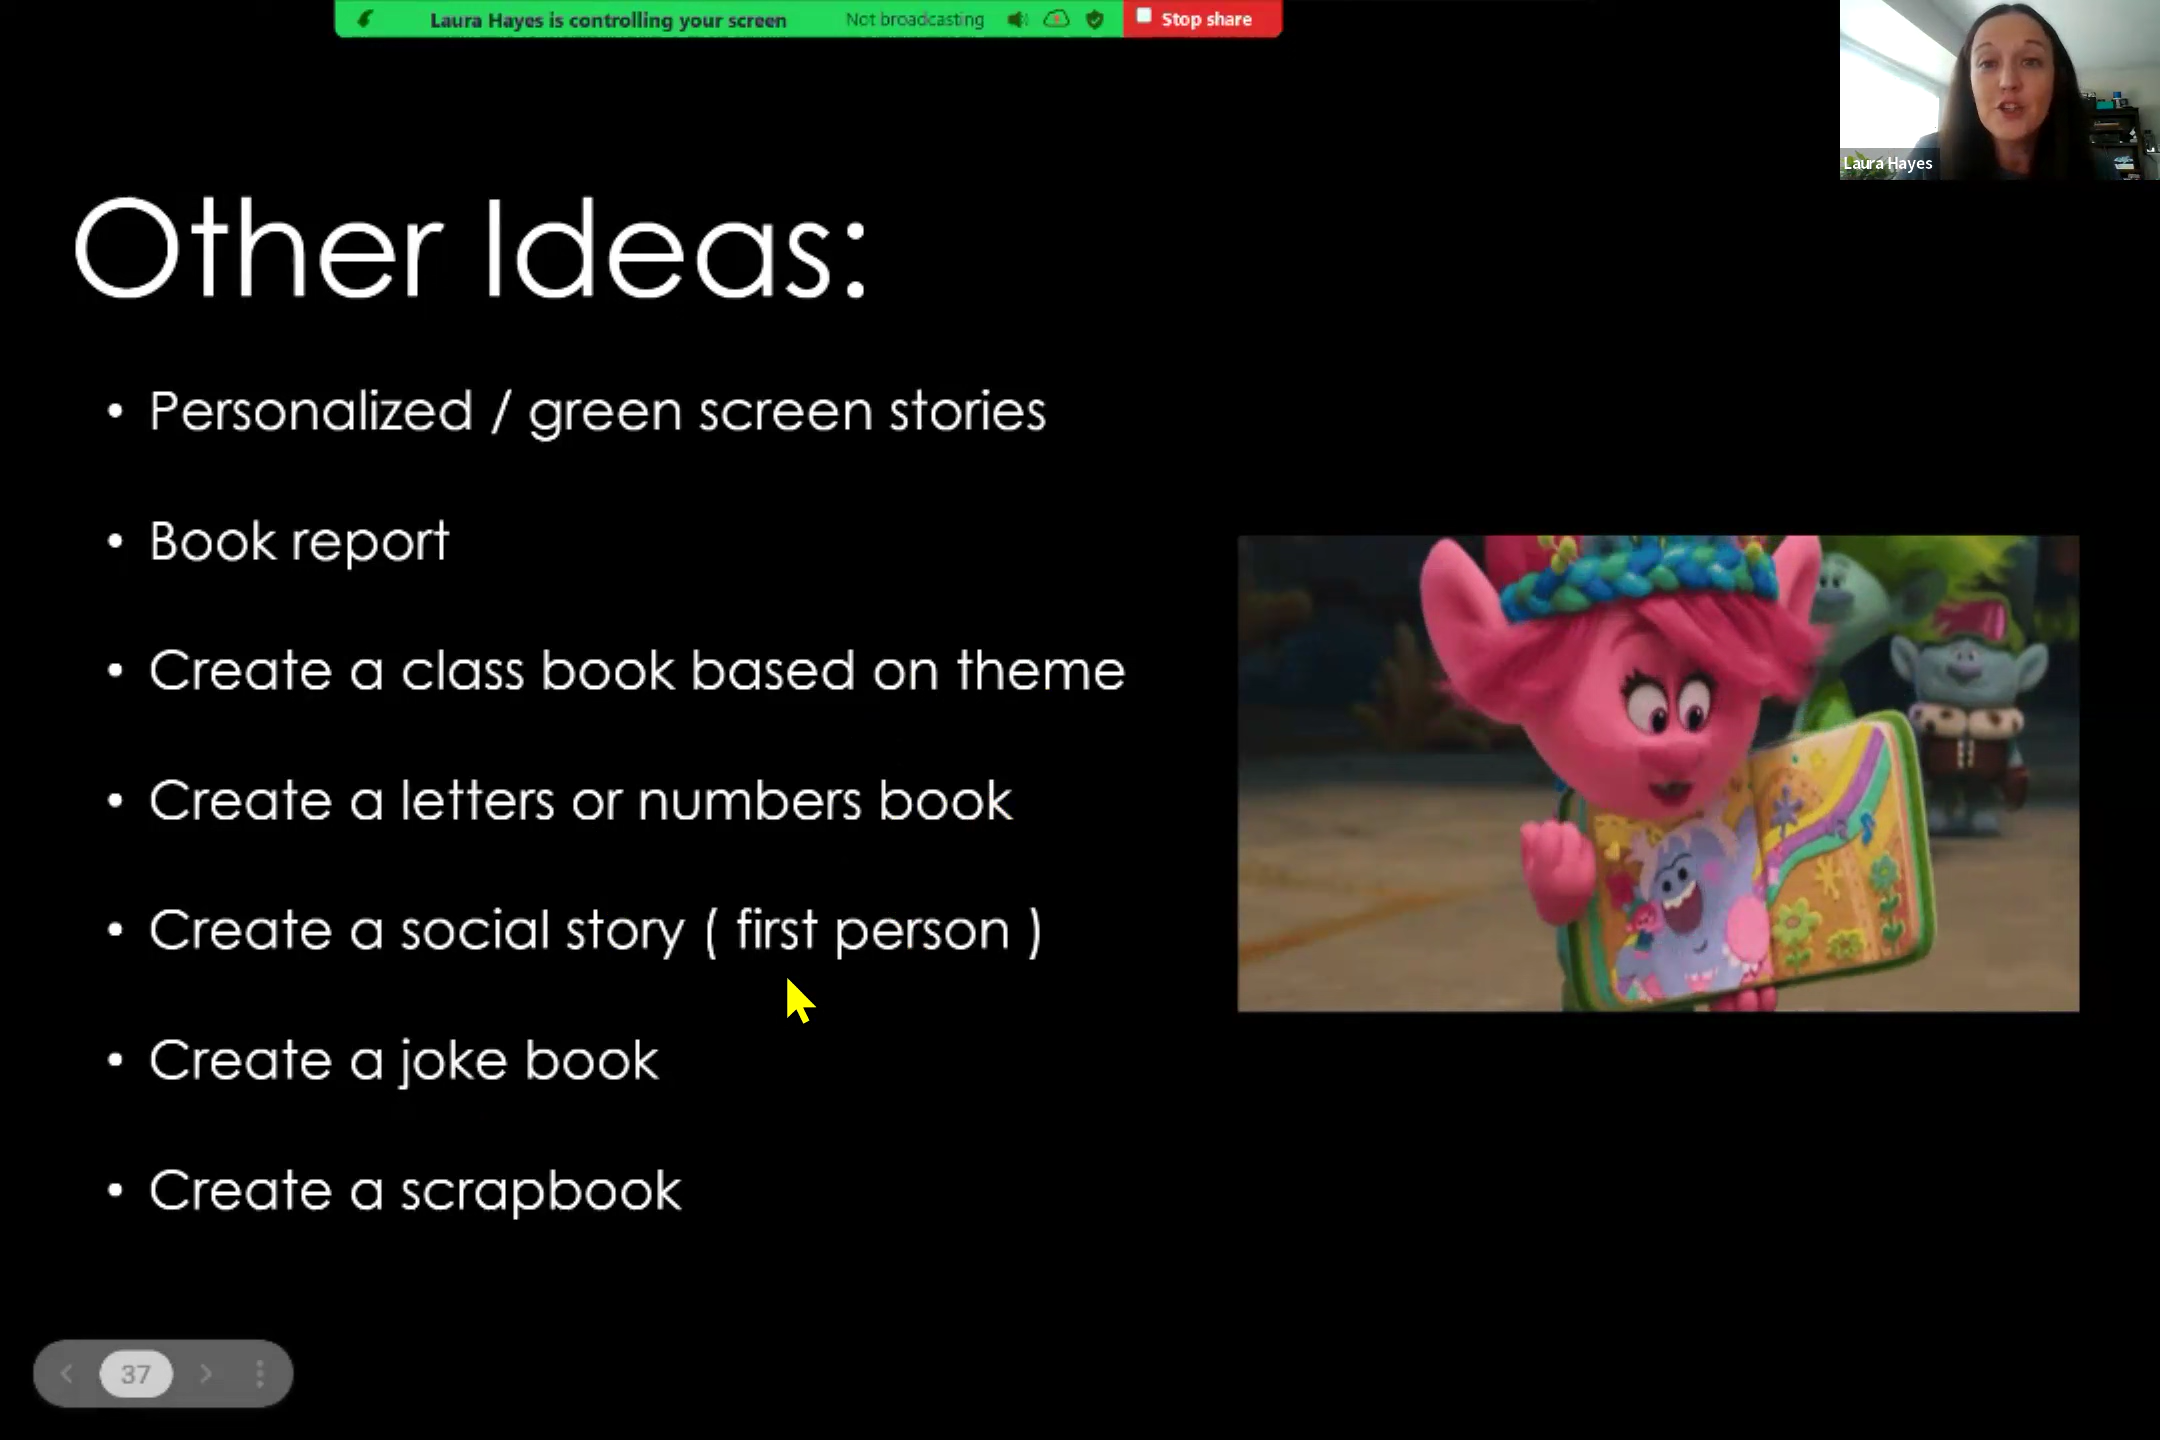 Laura Hayes is controlling your screen Not broadcasting Stop share
Laura Hayes
Other Ideas:
• Personalized / green screen stories
• Book report
• Create a class book based on theme
• Create a letters or numbers book
• Create a social story ( first person )
• Create a joke book
• Create a scrapbook
37